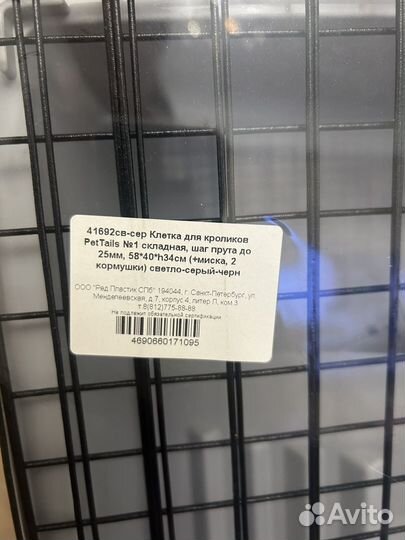 41692св-сер Клетка для кроликов
PetTails №1 складная, шаг прута до
25мм, 58*40*h34см (+миска, 2
кормушки) светло-серый-черн
ООО "Ред Пластик СПб" 194044, г. Санкт-Петербург, ул.
Менделеевская, д.7, корпус 4, литер Л, ком.3
т.8(812)775-88-88
Не подлежит обязательной сертификации
4690660171095
Avito